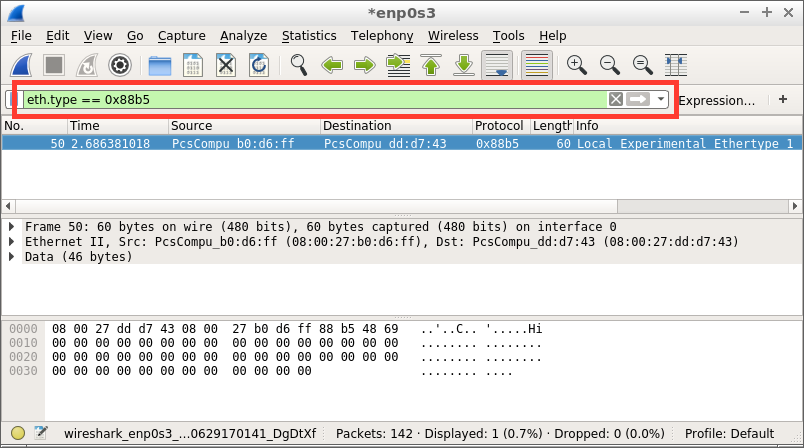 *enp0s3
File Edit View Go Capture Analyze Statistics Telephony Wireless Tools Help
eth.type == 0x88b5 Expression… +
No. Time Source Destination Protocol Length Info
50 2.686381018 PcsCompu_b0:d6:ff PcsCompu_dd:d7:43 0x88b5 60 Local Experimental Ethertype 1
Frame 50: 60 bytes on wire (480 bits), 60 bytes captured (480 bits) on interface 0
Ethernet II, Src: PcsCompu_b0:d6:ff (08:00:27:b0:d6:ff), Dst: PcsCompu_dd:d7:43 (08:00:27:dd:d7:43)
Data (46 bytes)
0000 08 00 27 dd d7 43 08 00 27 b0 d6 ff 88 b5 48 69 ..'..C.. '.....Hi
0010 00 00 00 00 00 00 00 00 00 00 00 00 00 00 00 00 ........ ........
0020 00 00 00 00 00 00 00 00 00 00 00 00 00 00 00 00 ........ ........
0030 00 00 00 00 00 00 00 00 00 00 00 00 ........ ....
wireshark_enp0s3_…0629170141_DgDtXf Packets: 142 · Displayed: 1 (0.7%) · Dropped: 0 (0.0%) Profile: Default